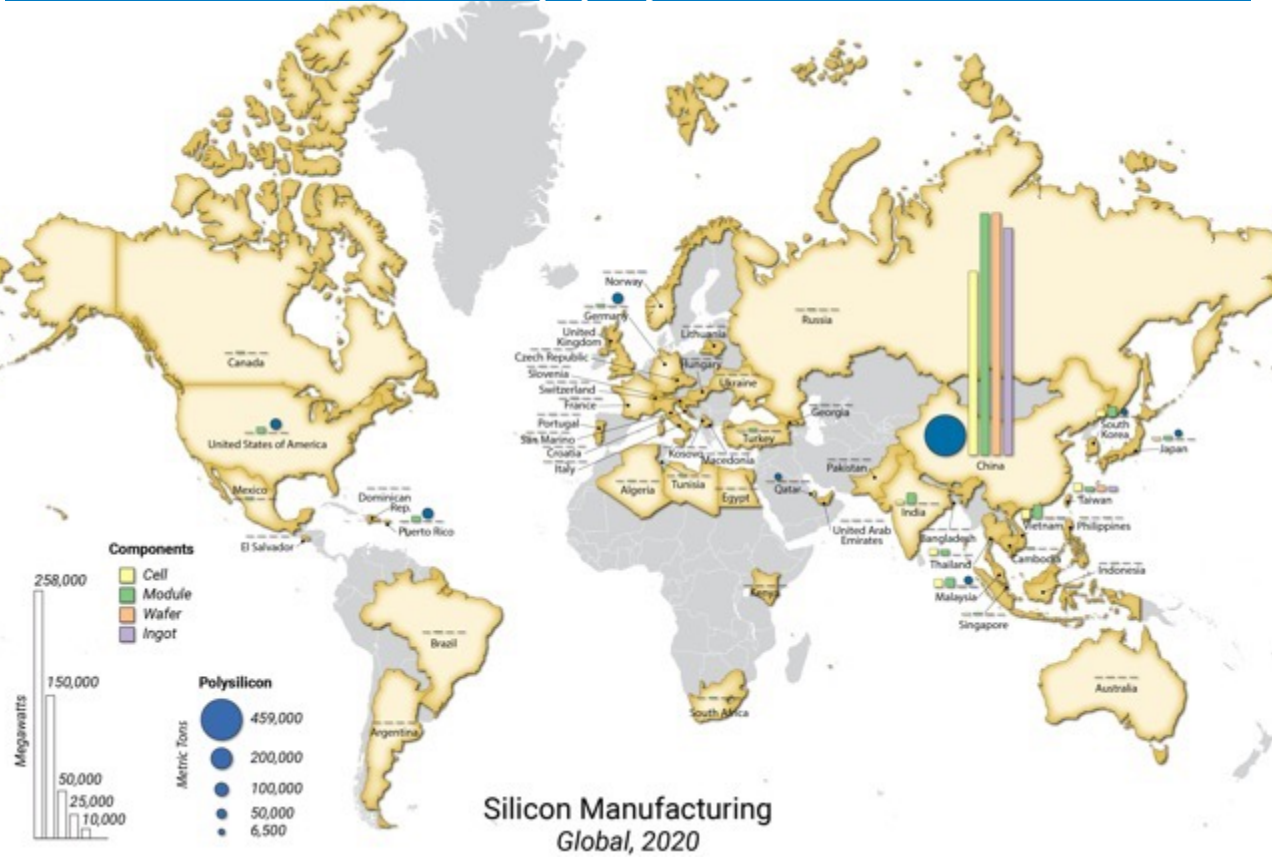 Norway
Germany
United
Kingdom
Lithuania
Czech Republic
Hungary
Slovenia
Ukraine
Switzerland
France
Georgia
Portugal
San Marino
Turkey
Croatia
Kosovo
Macedonia
Italy
Russia
Canada
United States of America
Mexico
Dominican
Rep.
Puerto Rico
El Salvador
Algeria
Tunisia
Egypt
Pakistan
Qatar
United Arab
Emirates
India
China
South
Korea
Japan
Taiwan
Vietnam
Philippines
Bangladesh
Thailand
Cambodia
Indonesia
Malaysia
Singapore
Kenya
Brazil
South Africa
Argentina
Australia
Components
Cell
Module
Wafer
Ingot
258,000
150,000
50,000
25,000
10,000
Megawatts
Polysilicon
Metric Tons
459,000
200,000
100,000
50,000
6,500
Silicon Manufacturing
Global, 2020